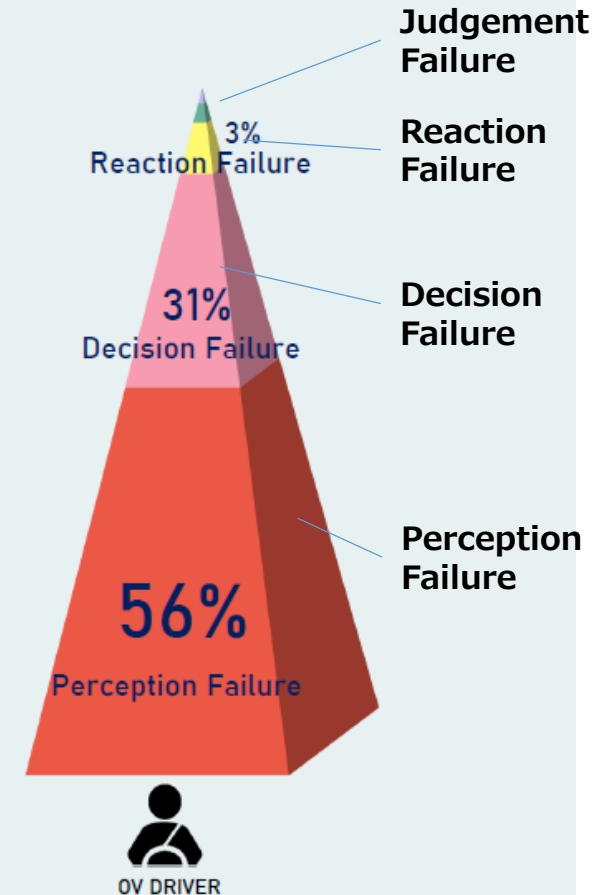 Judgement
Failure
3%
Reaction Failure
Reaction
Failure
31%
Decision Failure
Decision
Failure
56%
Perception Failure
Perception
Failure
OV DRIVER